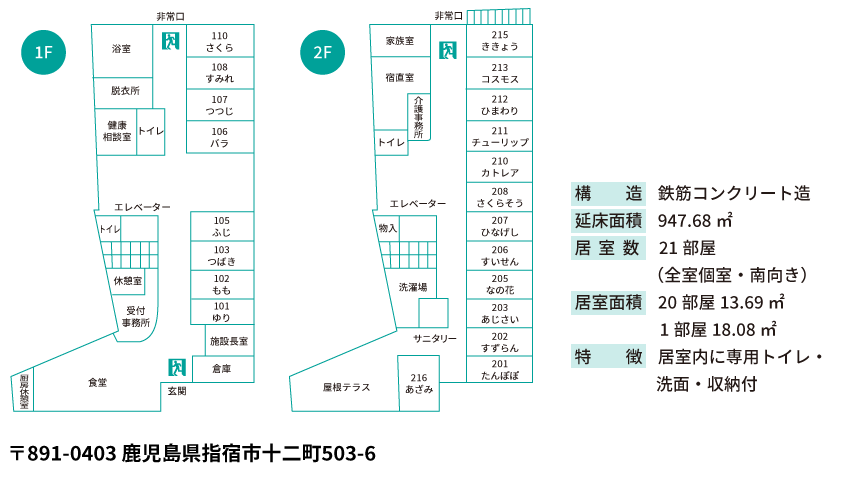 1F
非常口
浴室
脱衣所
健康
相談室
トイレ
110
さくら
108
すみれ
107
つつじ
106
バラ
エレベーター
トイレ
休憩室
受付
事務所
105
ふじ
103
つばき
102
もも
101
ゆり
施設長室
倉庫
玄関
食堂
厨房休憩室
2F
非常口
家族室
宿直室
介護事務所
トイレ
215
ききょう
213
コスモス
212
ひまわり
211
チューリップ
210
カトレア
208
さくらそう
207
ひなげし
206
すいせん
205
なの花
203
あじさい
202
すずらん
201
たんぽぽ
エレベーター
物入
洗濯場
サニタリー
屋根テラス
216
あざみ
構 造 鉄筋コンクリート造
延床面積 947.68 ㎡
居 室 数 21 部屋
（全室個室・南向き）
居室面積 20 部屋 13.69 ㎡
1 部屋 18.08 ㎡
特 徴 居室内に専用トイレ・
洗面・収納付
〒891-0403 鹿児島県指宿市十二町503-6